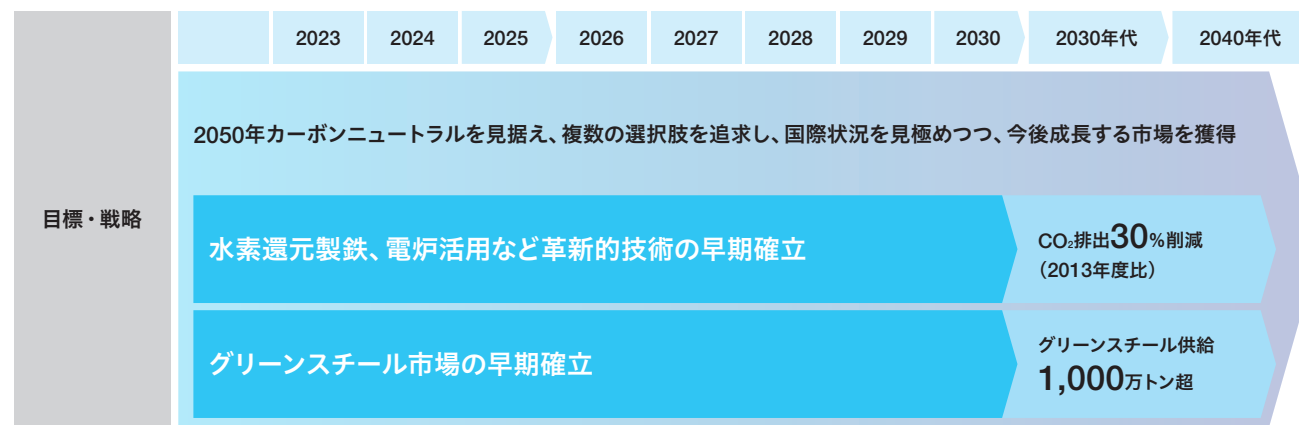 2023 2024 2025 2026 2027 2028 2029 2030 2030年代 2040年代
2050年カーボンニュートラルを見据え、複数の選択肢を追求し、国際状況を見極めつつ、今後成長する市場を獲得
目標・戦略
水素還元製鉄、電炉活用など革新的技術の早期確立
CO₂排出30%削減
（2013年度比）
グリーンスチール市場の早期確立
グリーンスチール供給
1,000万トン超